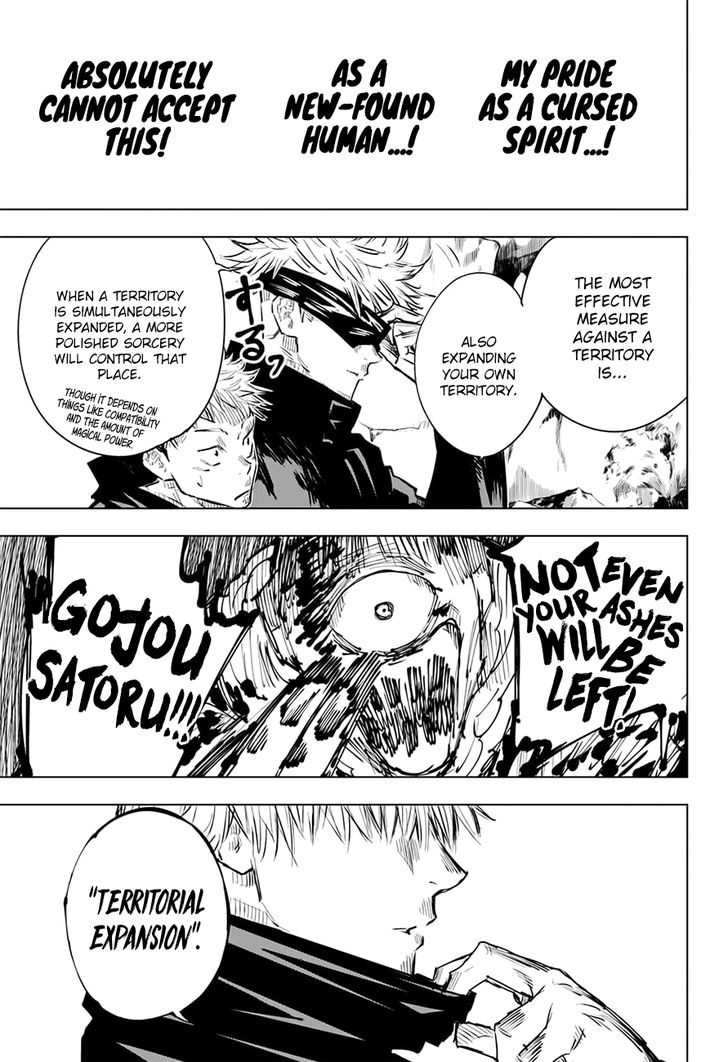 MY PRIDE
AS A CURSED
SPIRIT...!
AS A
NEW-FOUND
HUMAN...!
ABSOLUTELY
CANNOT ACCEPT
THIS!
THE MOST
EFFECTIVE
MEASURE
AGAINST A
TERRITORY
IS...
ALSO
EXPANDING
YOUR OWN
TERRITORY.
するっ
WHEN A TERRITORY
IS SIMULTANEOUSLY
EXPANDED, A MORE
POLISHED SORCERY
WILL CONTROL THAT
PLACE.
THOUGH IT DEPENDS ON
THINGS LIKE COMPATIBILITY
AND THE AMOUNT OF
MAGICAL POWER.
NOT EVEN
YOUR ASHES
WILL BE
LEFT!
GOJOU
SATORU!!!!
"TERRITORIAL
EXPANSION".